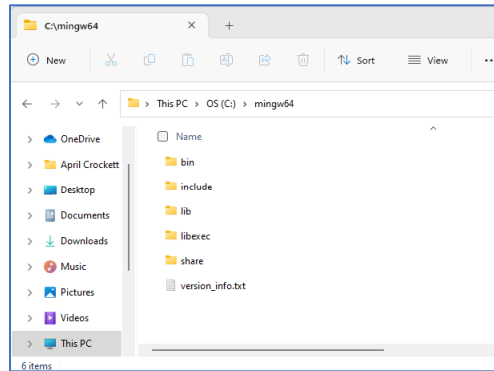 C:\mingw64
New
Sort
View
This PC > OS (C:) > mingw64
OneDrive
April Crockett
Desktop
Documents
Downloads
Music
Pictures
Videos
This PC
Name
bin
include
lib
libexec
share
version_info.txt
6 items